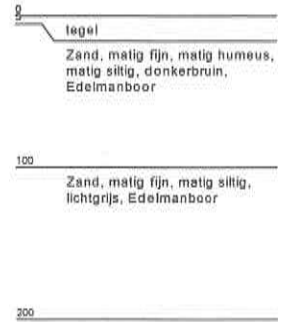 0
5
tegel
Zand, matig fijn, matig humeus,
matig siltig, donkerbruin,
Edelmanboor
100
Zand, matig fijn, matig siltig,
lichtgrijs, Edelmanboor
200